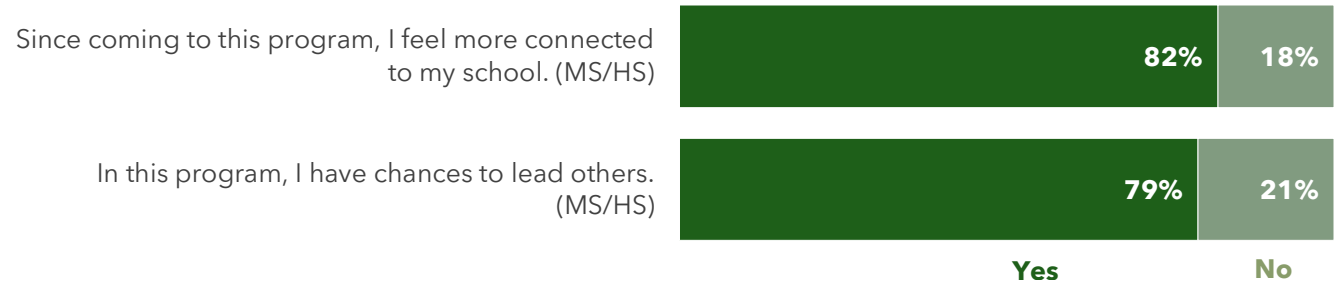 Since coming to this program, I feel more connected
to my school. (MS/HS)
82%
18%
In this program, I have chances to lead others.
(MS/HS)
79%
21%
Yes
No